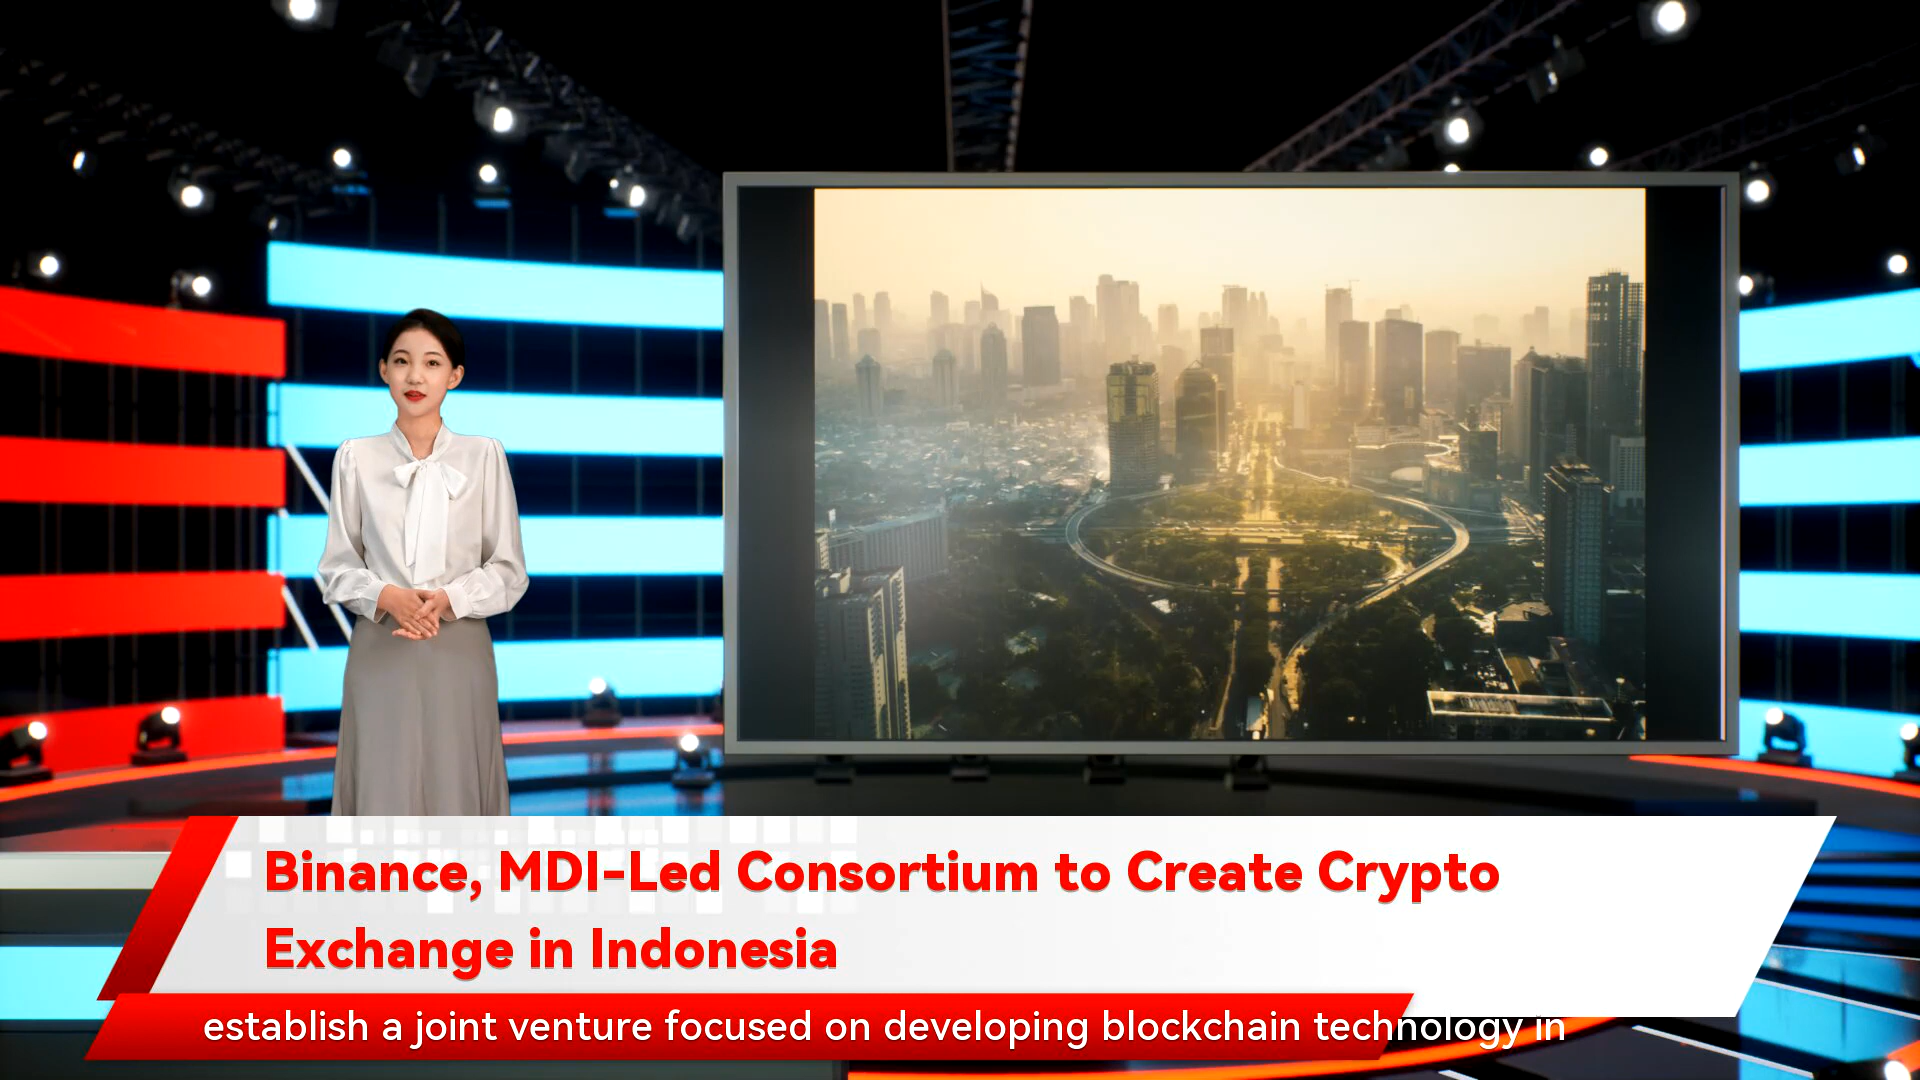 Binance, MDI-Led Consortium to Create Crypto
Exchange in Indonesia
establish a joint venture focused on developing blockchain technology in